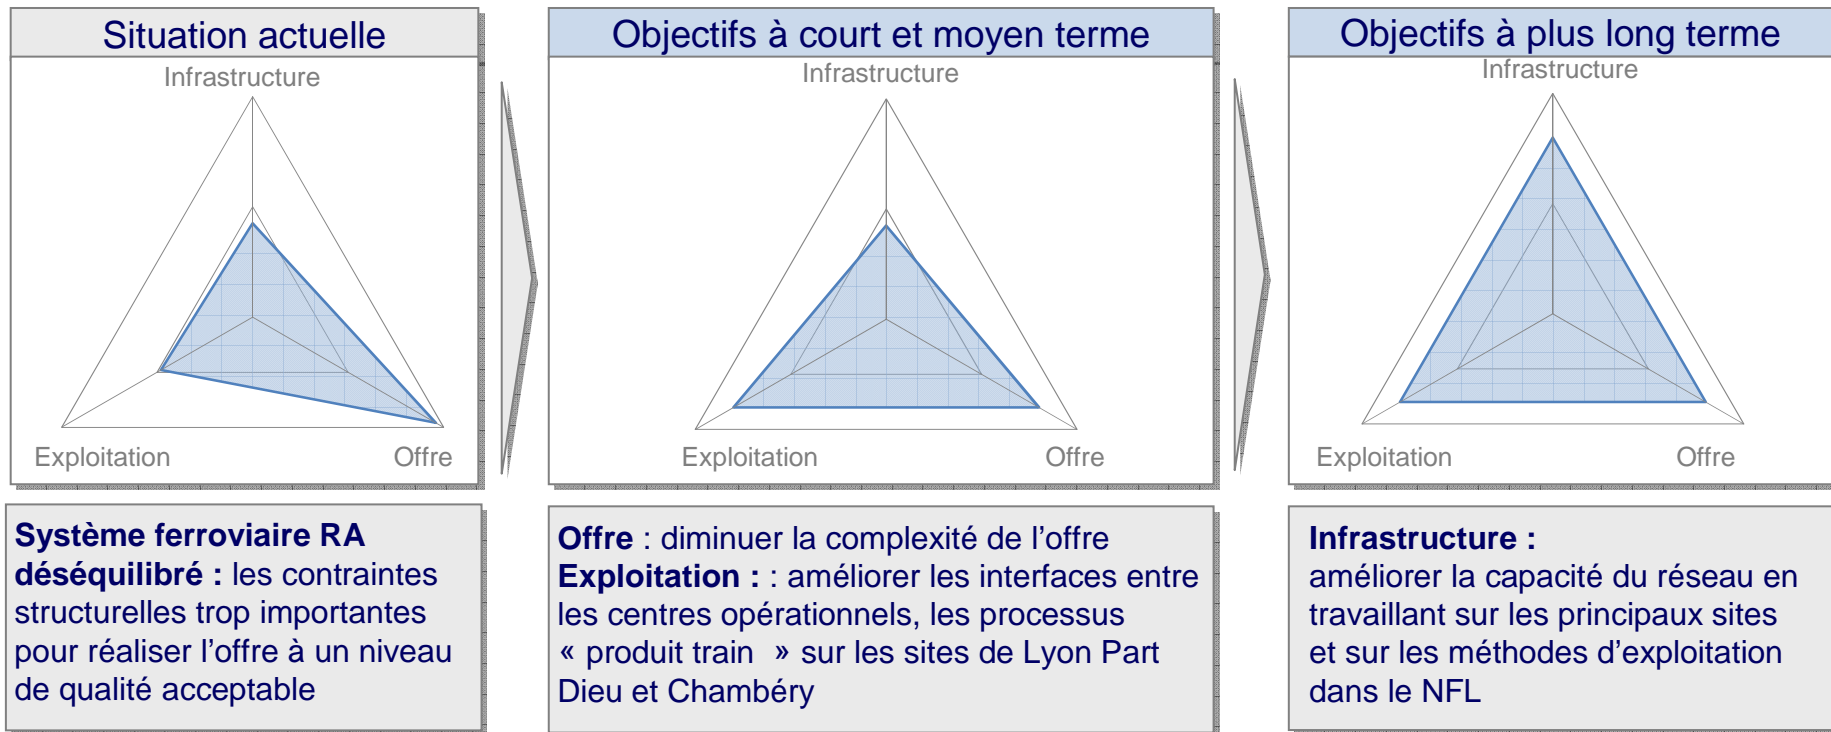 Situation actuelle
Infrastructure
Exploitation
Offre
Système ferroviaire RA
déséquilibré : les contraintes
structurelles trop importantes
pour réaliser l’offre à un niveau
de qualité acceptable
Objectifs à court et moyen terme
Infrastructure
Exploitation
Offre
Offre : diminuer la complexité de l’offre
Exploitation : : améliorer les interfaces entre
les centres opérationnels, les processus
« produit train » sur les sites de Lyon Part
Dieu et Chambéry
Objectifs à plus long terme
Infrastructure
Exploitation
Offre
Infrastructure :
améliorer la capacité du réseau en
travaillant sur les principaux sites
et sur les méthodes d’exploitation
dans le NFL